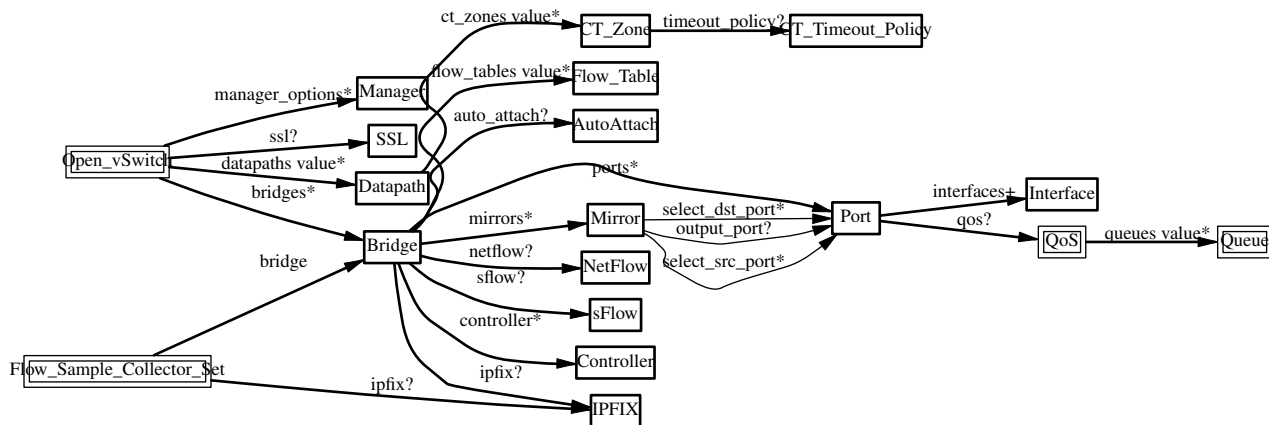 ct_zones value*
CT_Zone
timeout_policy?
CT_Timeout_Policy
flow_tables value*
Flow_Table
manager_options*
Manager
auto_attach?
AutoAttach
ssl?
SSL
Open_vSwitch
datapaths value*
Datapath
bridges*
ports*
interfaces+
Interface
mirrors*
Mirror
select_dst_port*
Port
output_port?
qos?
QoS
queues value*
Queue
Bridge
bridge
netflow?
NetFlow
select_src_port*
sflow?
sFlow
controller*
Controller
Flow_Sample_Collector_Set
ipfix?
ipfix?
IPFIX